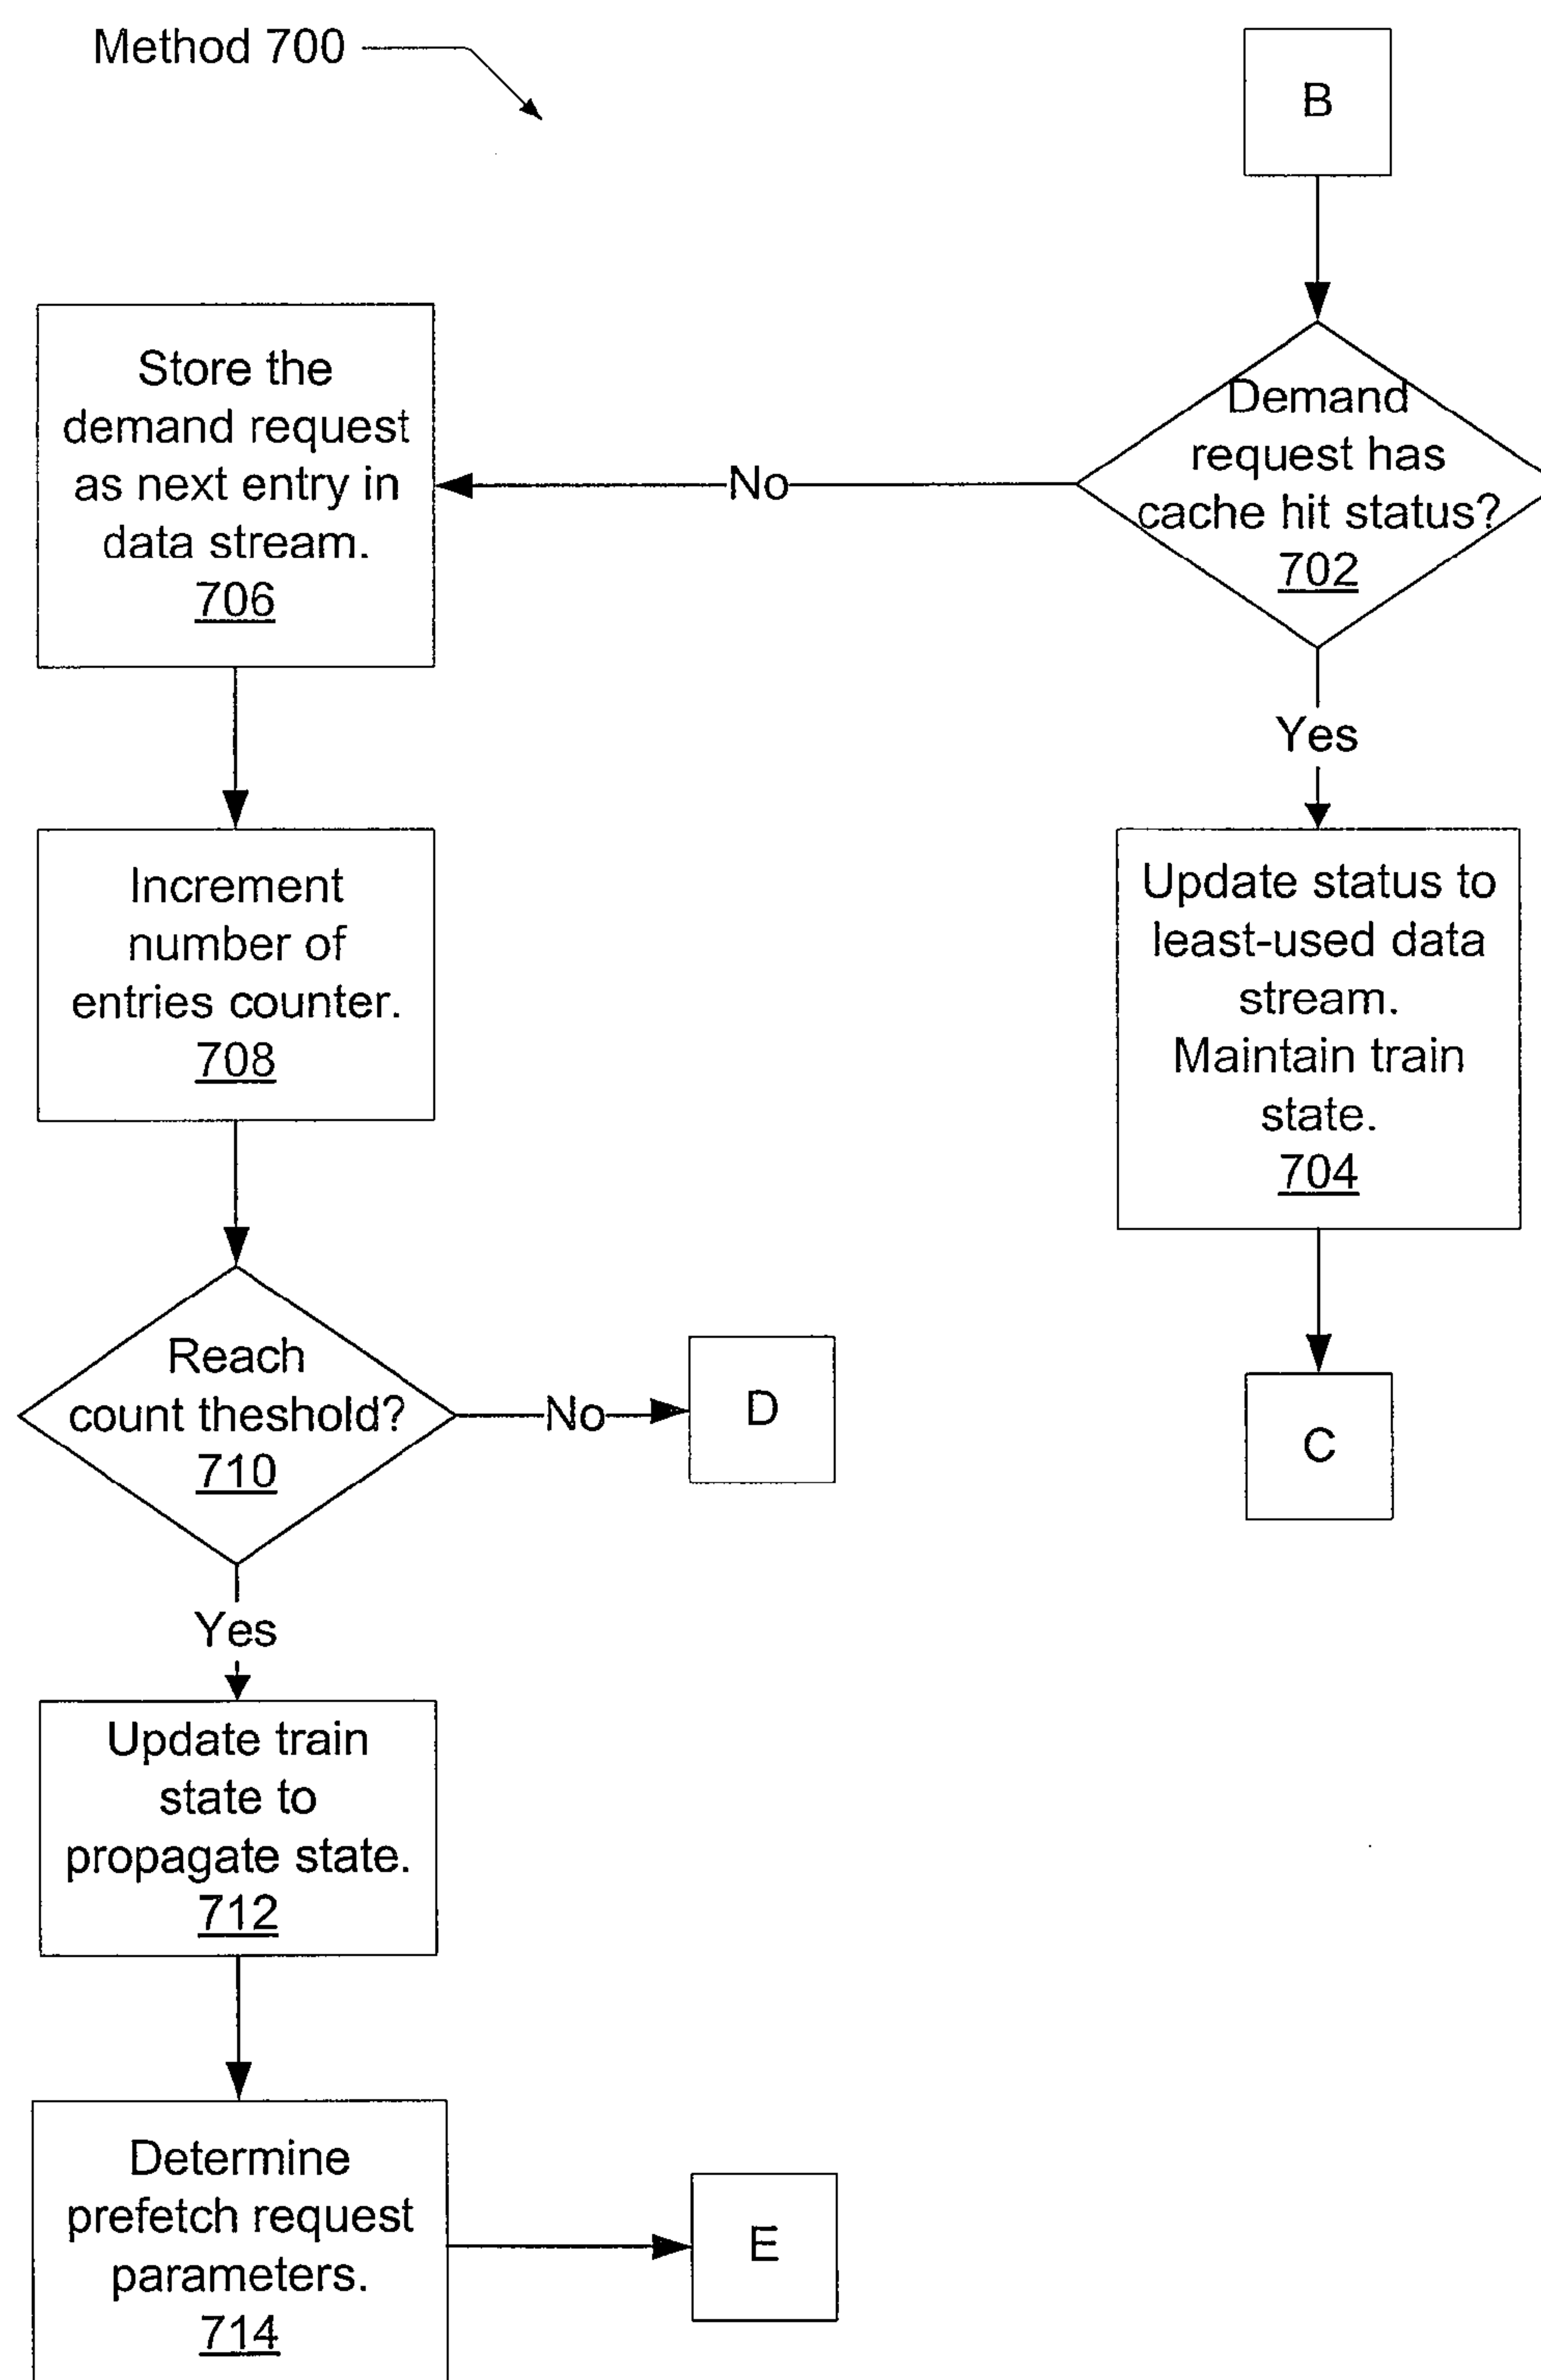 Method 700
B
Demand
request has
cache hit status?
702
No
Yes
Store the
demand request
as next entry in
data stream.
706
Increment
number of
entries counter.
708
Update status to
least-used data
stream.
Maintain train
state.
704
Reach
count theshold?
710
No
D
C
Yes
Update train
state to
propagate state.
712
Determine
prefetch request
parameters.
714
E